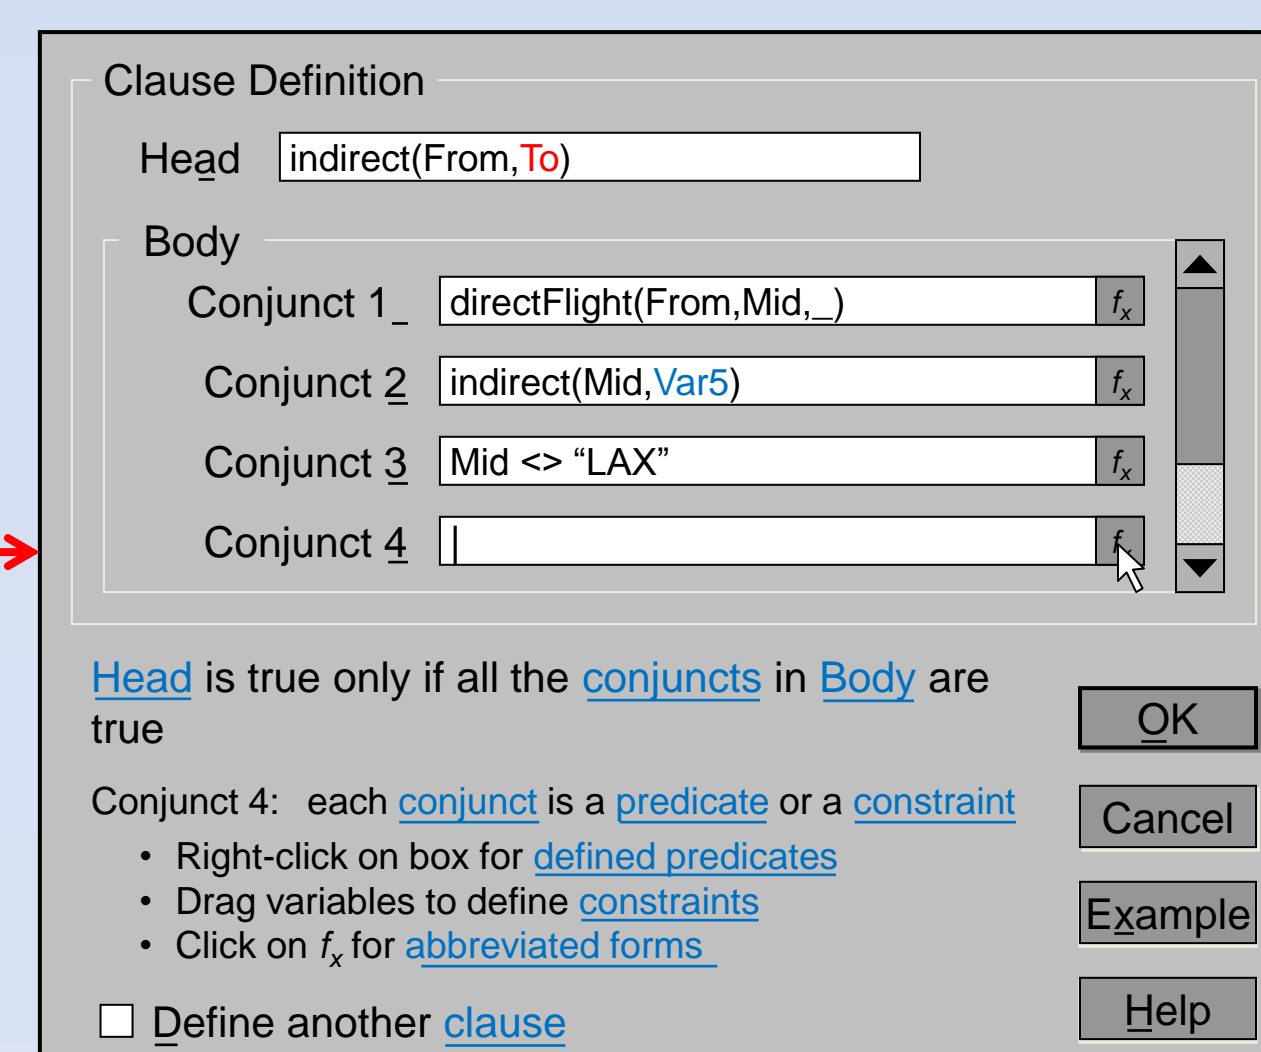 Clause Definition
Head indirect(From,To)
Body
Conjunct 1_ directFlight(From,Mid,_) fx
Conjunct 2 indirect(Mid,Var5) fx
Conjunct 3 Mid <> “LAX” fx
Conjunct 4 | f
Head is true only if all the conjuncts in Body are
true
OK
Conjunct 4: each conjunct is a predicate or a constraint
Cancel
• Right-click on box for defined predicates
• Drag variables to define constraints
Example
• Click on fx for abbreviated forms
Help
Define another clause